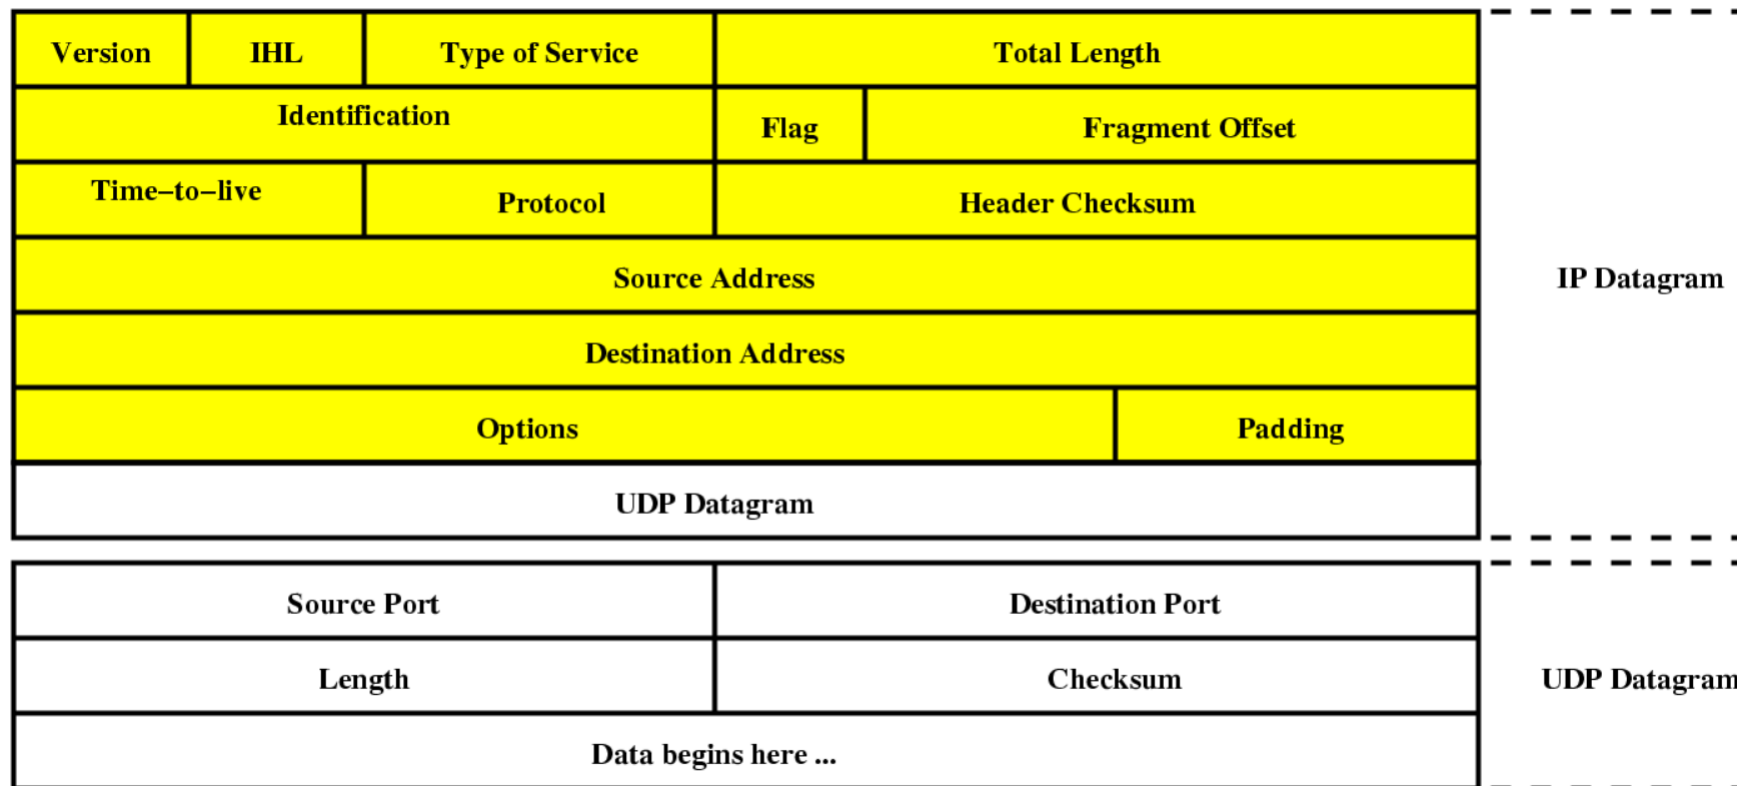 Version IHL Type of Service Total Length
Identification Flag Fragment Offset
Time-to-live Protocol Header Checksum
Source Address
IP Datagram
Destination Address
Options Padding
UDP Datagram
Source Port Destination Port
Length Checksum
UDP Datagram
Data begins here ...